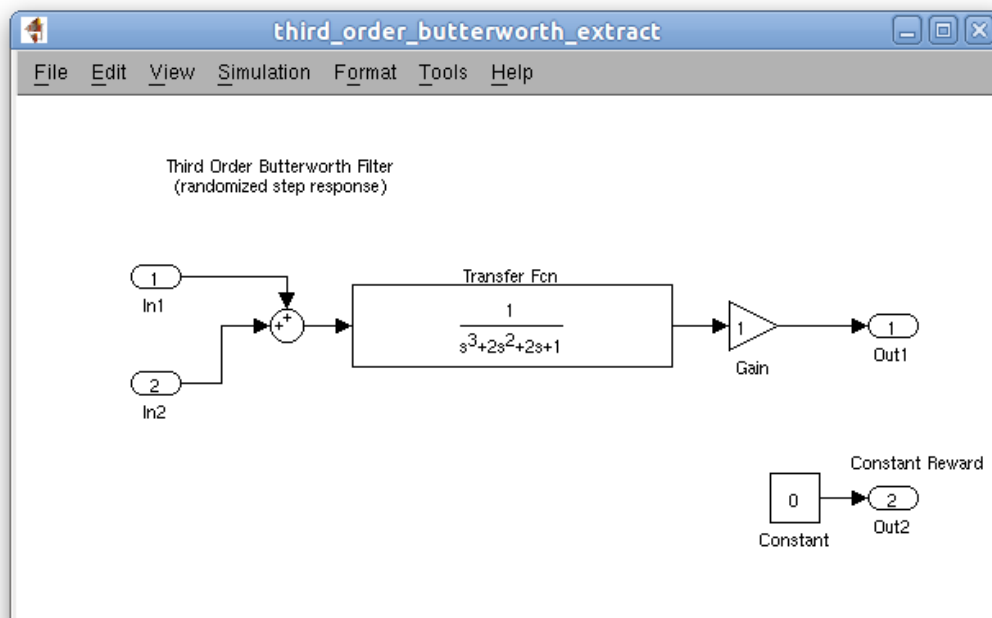 third_order_butterworth_extract
File Edit View Simulation Format Tools Help
Third Order Butterworth Filter
(randomized step response)
1
In1
2
In2
++
Transfer Fcn
1
s³+2s²+2s+1
1
Gain
1
Out1
Constant Reward
0
Constant
2
Out2